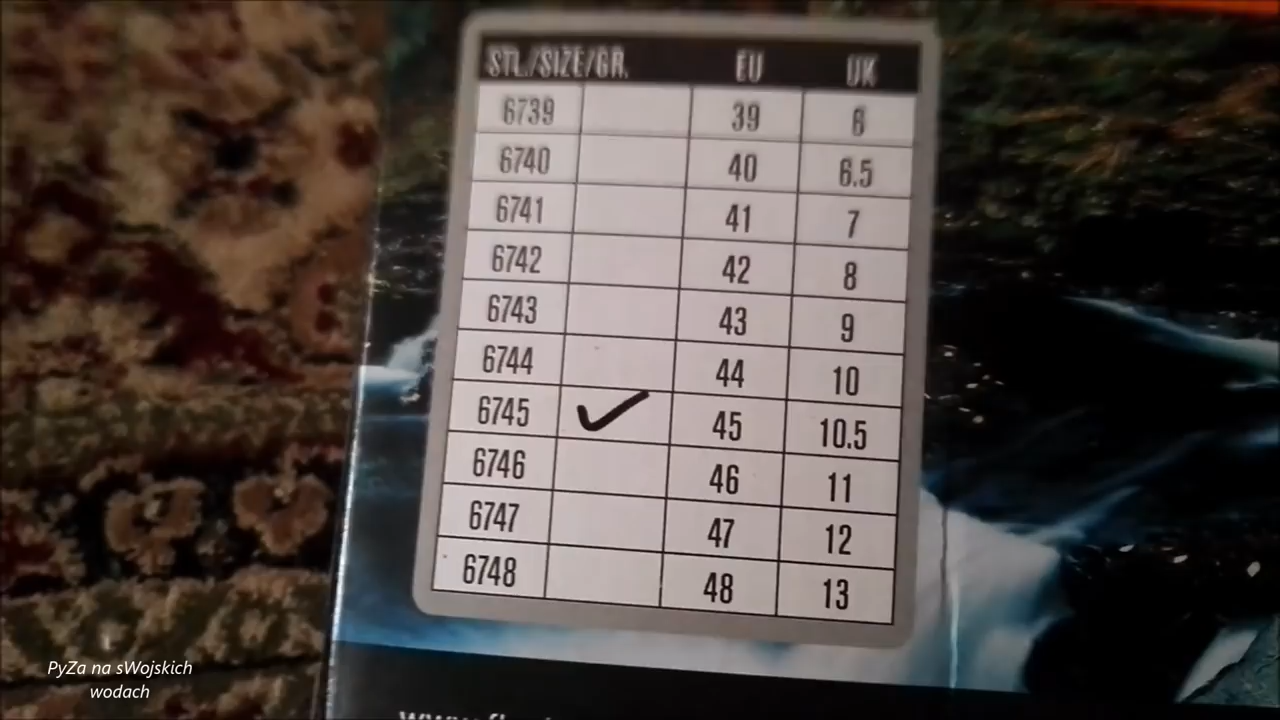 STL./SIZE/GR. EU UK
6739 39 6
6740 40 6.5
6741 41 7
6742 42 8
6743 43 9
6744 44 10
6745 45 10.5
6746 46 11
6747 47 12
6748 48 13
PyZa na sWojskich
wodach